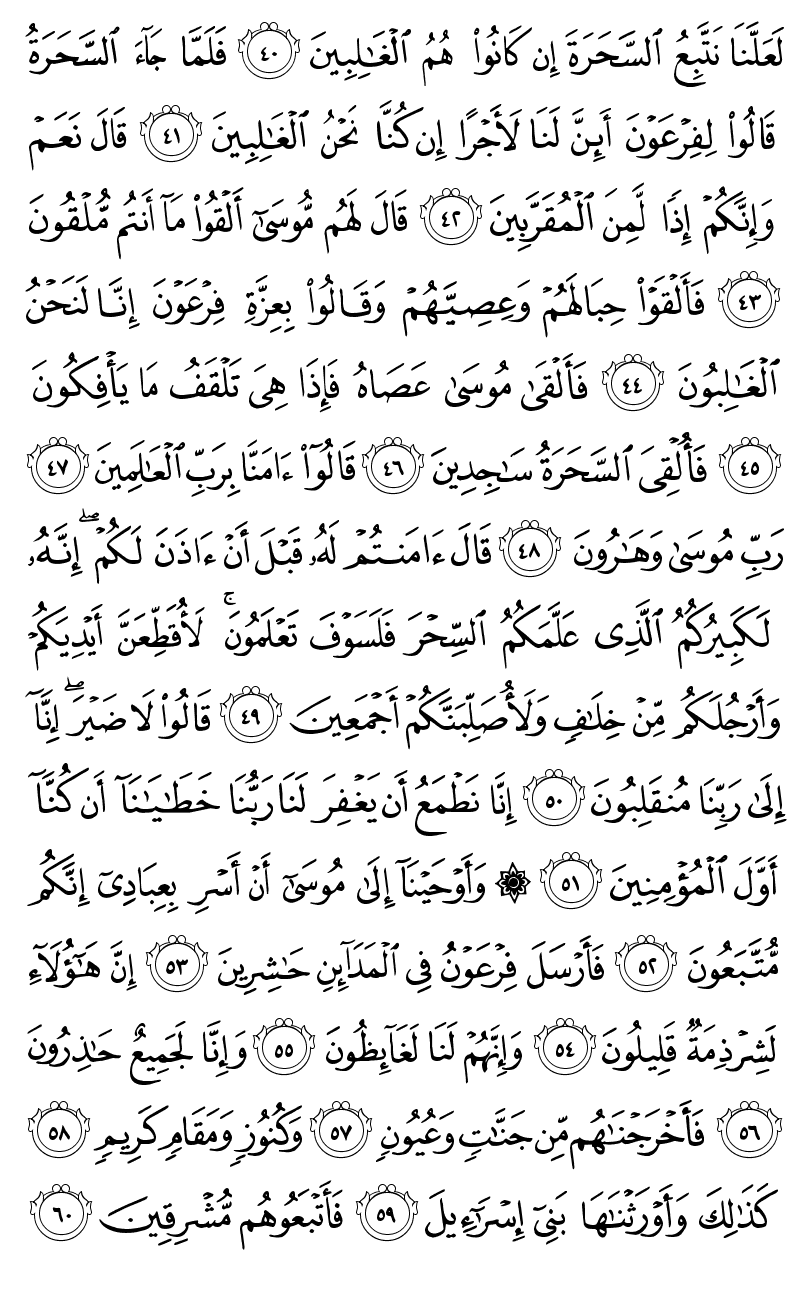 لَعَلَّنَا نَتَّبِعُ ٱلسَّحَرَةَ إِن كَانُوا۟ هُمُ ٱلْغَـٰلِبِينَ ٤٠ فَلَمَّا جَآءَ ٱلسَّحَرَةُ
قَالُوا۟ لِفِرْعَوْنَ أَئِنَّ لَنَا لَأَجْرًا إِن كُنَّا نَحْنُ ٱلْغَـٰلِبِينَ ٤١ قَالَ نَعَمْ
وَإِنَّكُمْ إِذًا لَّمِنَ ٱلْمُقَرَّبِينَ ٤٢ قَالَ لَهُم مُّوسَىٰٓ أَلْقُوا۟ مَآ أَنتُم مُّلْقُونَ
٤٣ فَأَلْقَوْا۟ حِبَالَهُمْ وَعِصِيَّهُمْ وَقَالُوا۟ بِعِزَّةِ فِرْعَوْنَ إِنَّا لَنَحْنُ
ٱلْغَـٰلِبُونَ ٤٤ فَأَلْقَىٰ مُوسَىٰ عَصَاهُ فَإِذَا هِىَ تَلْقَفُ مَا يَأْفِكُونَ
٤٥ فَأُلْقِىَ ٱلسَّحَرَةُ سَـٰجِدِينَ ٤٦ قَالُوٓا۟ ءَامَنَّا بِرَبِّ ٱلْعَـٰلَمِينَ ٤٧
رَبِّ مُوسَىٰ وَهَـٰرُونَ ٤٨ قَالَ ءَامَنتُمْ لَهُۥ قَبْلَ أَنْ ءَاذَنَ لَكُمْ ۖ إِنَّهُۥ
لَكَبِيرُكُمُ ٱلَّذِى عَلَّمَكُمُ ٱلسِّحْرَ فَلَسَوْفَ تَعْلَمُونَ ۚ لَأُقَطِّعَنَّ أَيْدِيَكُمْ
وَأَرْجُلَكُم مِّنْ خِلَـٰفٍ وَلَأُصَلِّبَنَّكُمْ أَجْمَعِينَ ٤٩ قَالُوا۟ لَا ضَيْرَ ۖ إِنَّآ
إِلَىٰ رَبِّنَا مُنقَلِبُونَ ٥٠ إِنَّا نَطْمَعُ أَن يَغْفِرَ لَنَا رَبُّنَا خَطَـٰيَـٰنَآ أَن كُنَّآ
أَوَّلَ ٱلْمُؤْمِنِينَ ٥١ ۞ وَأَوْحَيْنَآ إِلَىٰ مُوسَىٰٓ أَنْ أَسْرِ بِعِبَادِىٓ إِنَّكُم
مُّتَّبَعُونَ ٥٢ فَأَرْسَلَ فِرْعَوْنُ فِى ٱلْمَدَآئِنِ حَـٰشِرِينَ ٥٣ إِنَّ هَـٰٓؤُلَآءِ
لَشِرْذِمَةٌ قَلِيلُونَ ٥٤ وَإِنَّهُمْ لَنَا لَغَآئِظُونَ ٥٥ وَإِنَّا لَجَمِيعٌ حَـٰذِرُونَ
٥٦ فَأَخْرَجْنَـٰهُم مِّن جَنَّـٰتٍ وَعُيُونٍ ٥٧ وَكُنُوزٍ وَمَقَامٍ كَرِيمٍ ٥٨
كَذَٰلِكَ وَأَوْرَثْنَـٰهَا بَنِىٓ إِسْرَٰٓءِيلَ ٥٩ فَأَتْبَعُوهُم مُّشْرِقِينَ ٦٠